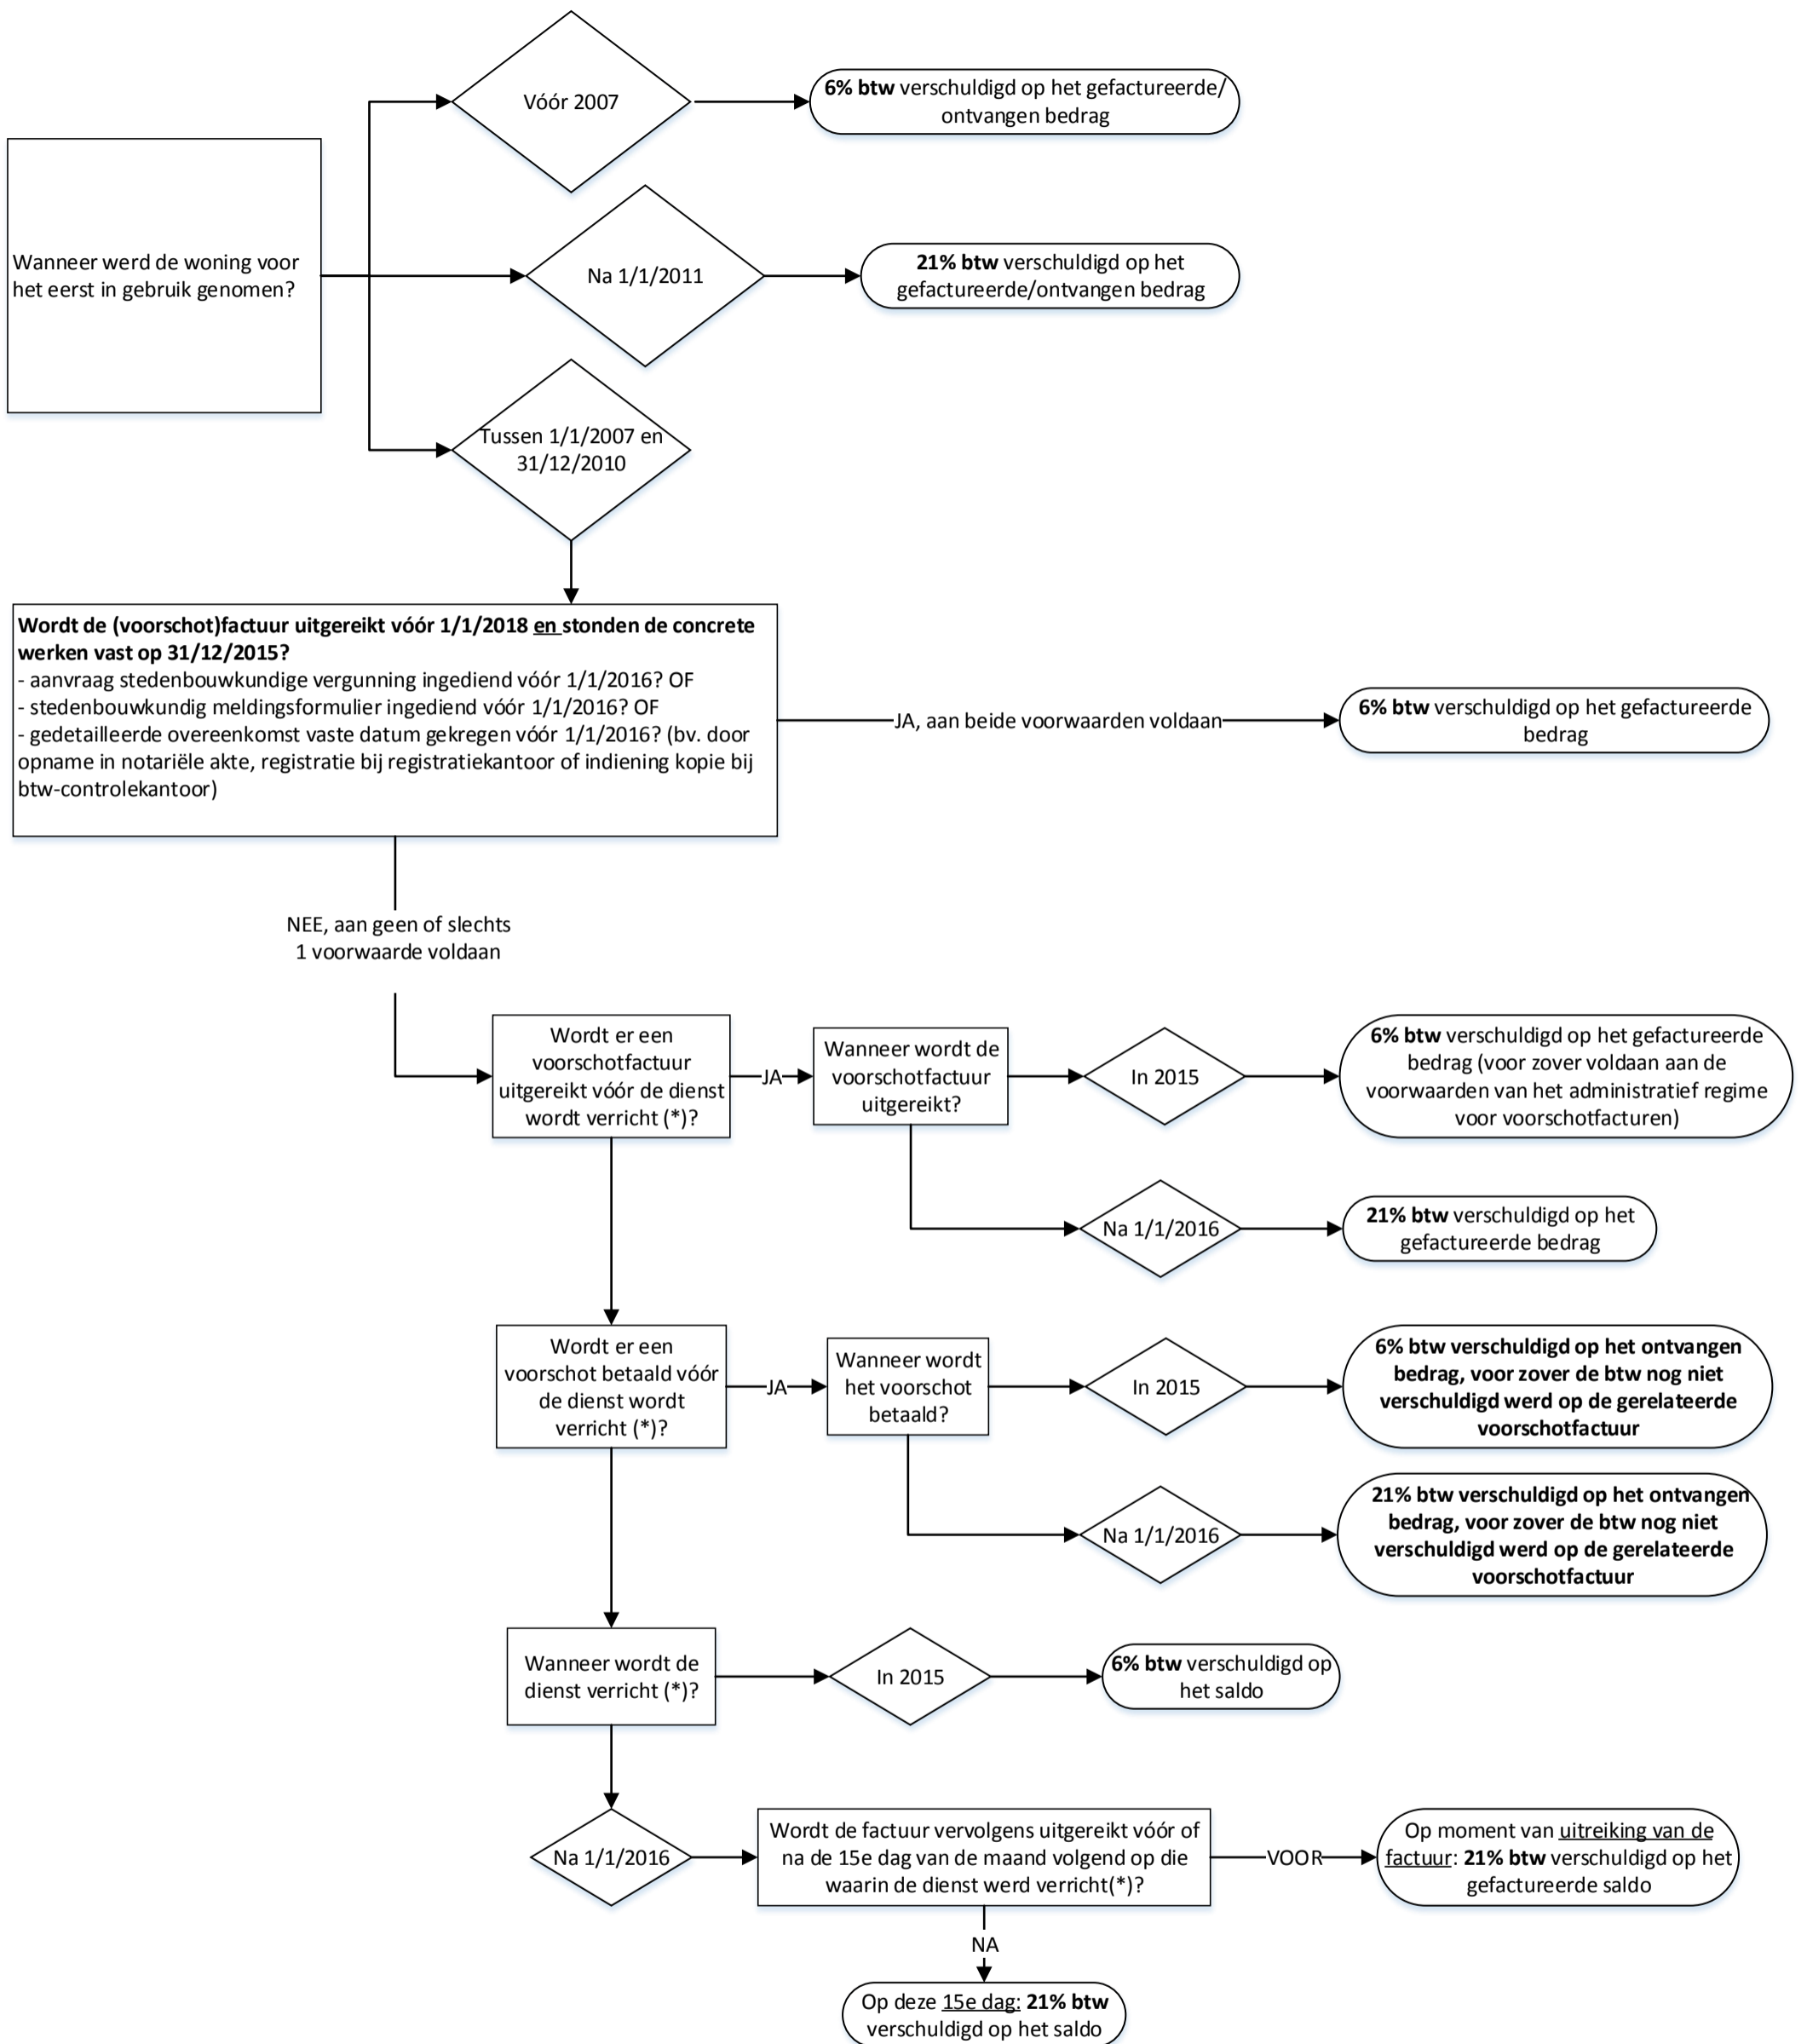 Vóór 2007
6% btw verschuldigd op het gefactureerde/
ontvangen bedrag
Wanneer werd de woning voor
het eerst in gebruik genomen?
Na 1/1/2011
21% btw verschuldigd op het
gefactureerde/ontvangen bedrag
Tussen 1/1/2007 en
31/12/2010
Wordt de (voorschot)factuur uitgereikt vóór 1/1/2018 en stonden de concrete
werken vast op 31/12/2015?
- aanvraag stedenbouwkundige vergunning ingediend vóór 1/1/2016? OF
- stedenbouwkundig meldingsformulier ingediend vóór 1/1/2016? OF
- gedetailleerde overeenkomst vaste datum gekregen vóór 1/1/2016? (bv. door
opname in notariële akte, registratie bij registratiekantoor of indiening kopie bij
btw-controlekantoor)
JA, aan beide voorwaarden voldaan
6% btw verschuldigd op het gefactureerde
bedrag
NEE, aan geen of slechts
1 voorwaarde voldaan
Wordt er een
voorschotfactuur
uitgereikt vóór de dienst
wordt verricht (*)?
JA
Wanneer wordt de
voorschotfactuur
uitgereikt?
In 2015
6% btw verschuldigd op het gefactureerde
bedrag (voor zover voldaan aan de
voorwaarden van het administratief regime
voor voorschotfacturen)
Na 1/1/2016
21% btw verschuldigd op het
gefactureerde bedrag
Wordt er een
voorschot betaald vóór
de dienst wordt
verricht (*)?
JA
Wanneer wordt
het voorschot
betaald?
In 2015
6% btw verschuldigd op het ontvangen
bedrag, voor zover de btw nog niet
verschuldigd werd op de gerelateerde
voorschotfactuur
Na 1/1/2016
21% btw verschuldigd op het ontvangen
bedrag, voor zover de btw nog niet
verschuldigd werd op de gerelateerde
voorschotfactuur
Wanneer wordt de
dienst verricht (*)?
In 2015
6% btw verschuldigd op
het saldo
Na 1/1/2016
Wordt de factuur vervolgens uitgereikt vóór of
na de 15e dag van de maand volgend op die
waarin de dienst werd verricht(*)?
VOOR
Op moment van uitreiking van de
factuur: 21% btw verschuldigd op het
gefactureerde saldo
NA
Op deze 15e dag: 21% btw
verschuldigd op het saldo